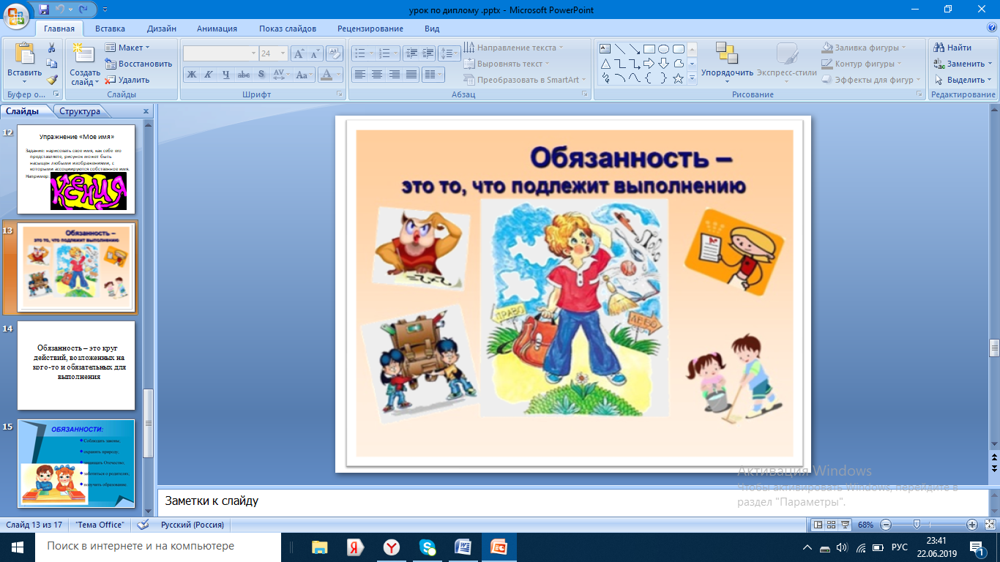 урок по диплому .pptx - Microsoft PowerPoint
Главная
Вставка
Дизайн
Анимация
Показ слайдов
Рецензирование
Вид
Вставить
Буфер о...
Создать слайд
Макет
Восстановить
Удалить
Слайды
24
Ж К Ч abc S AV Aa A
Шрифт
Направление текста
Выровнять текст
Преобразовать в SmartArt
Абзац
Упорядочить
Экспресс-стили
Заливка фигуры
Контур фигуры
Эффекты для фигур
Рисование
Найти
Заменить
Выделить
Редактирование
Слайды
Структура
x
12
Упражнение «Мое имя»
Задание: нарисовать свое имя, как себе его
представляете, рисунок может быть
насыщен любыми изображениями, с
которыми ассоциируется собственное имя.
Например:
КСЕНИЯ
13
Обязанность –
это то, что подлежит выполнению
14
Обязанность – это круг
действий, возложенных на
кого-то и обязательных для
выполнения
15
ОБЯЗАННОСТИ:
Соблюдать законы;
охранять природу;
защищать Отечество;
заботиться о родителях;
получить образование.
Обязанность –
это то, что подлежит выполнению
ПРАВО
ЛЕВО
Заметки к слайду
Активация Windows
Чтобы активировать Windows, перейдите в
раздел "Параметры".
Слайд 13 из 17
"Тема Office"
Русский (Россия)
68%
Поиск в интернете и на компьютере
РУС
23:41
22.06.2019
1